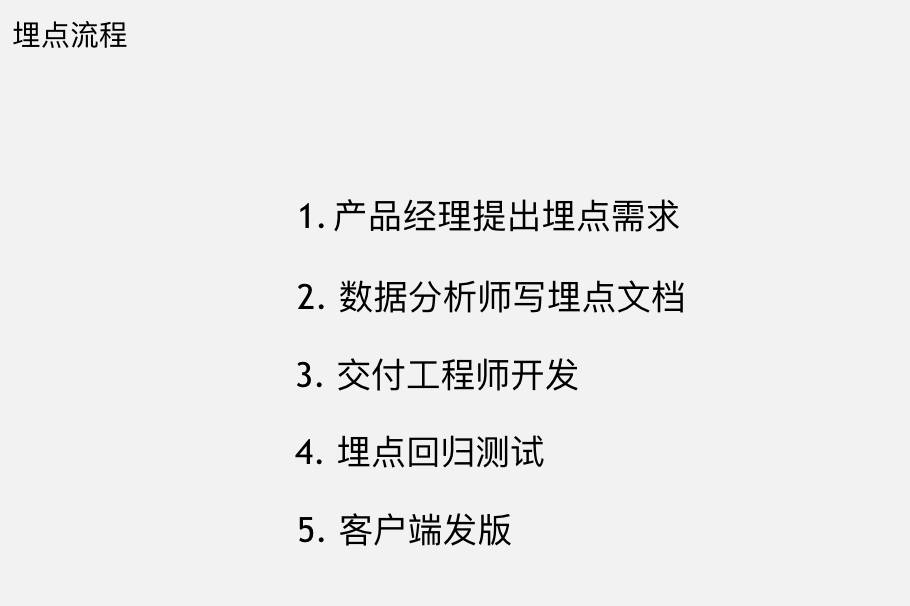 埋点流程
1. 产品经理提出埋点需求
2. 数据分析师写埋点文档
3. 交付工程师开发
4. 埋点回归测试
5. 客户端发版